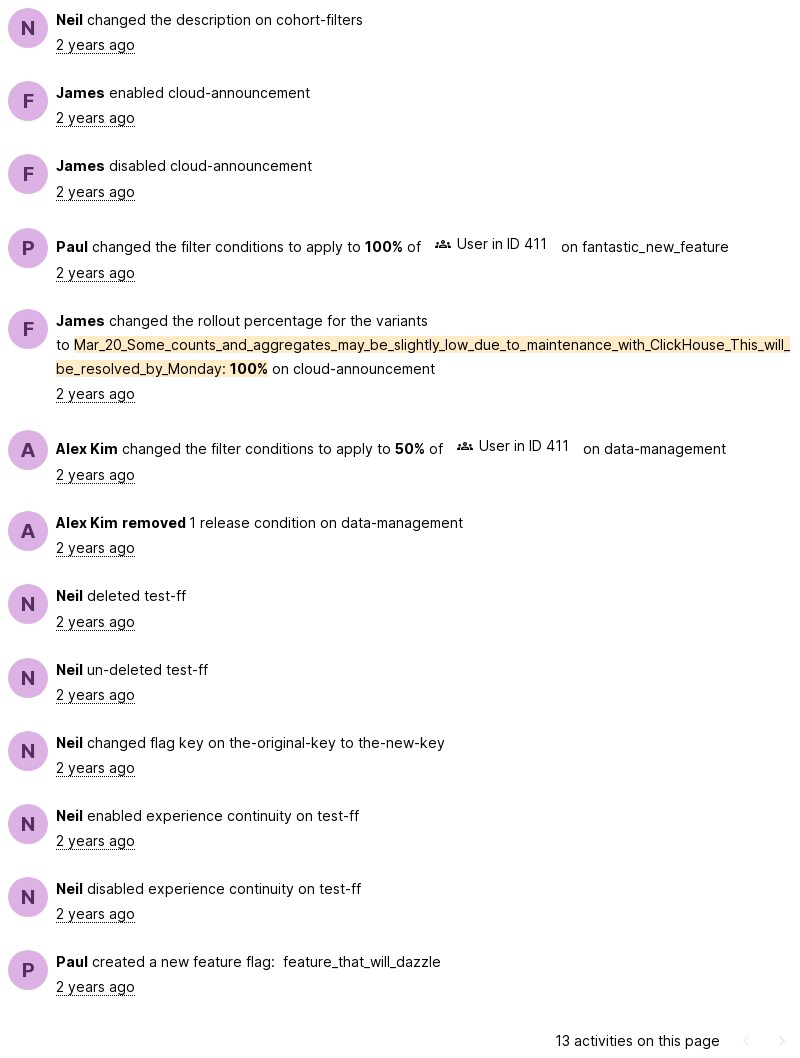 N
Neil changed the description on cohort-filters
2 years ago
F
James enabled cloud-announcement
2 years ago
F
James disabled cloud-announcement
2 years ago
P
Paul changed the filter conditions to apply to 100% of User in ID 411 on fantastic_new_feature
2 years ago
F
James changed the rollout percentage for the variants
to Mar_20_Some_counts_and_aggregates_may_be_slightly_low_due_to_maintenance_with_ClickHouse_This_will_
be_resolved_by_Monday: 100% on cloud-announcement
2 years ago
A
Alex Kim changed the filter conditions to apply to 50% of User in ID 411 on data-management
2 years ago
A
Alex Kim removed 1 release condition on data-management
2 years ago
N
Neil deleted test-ff
2 years ago
N
Neil un-deleted test-ff
2 years ago
N
Neil changed flag key on the-original-key to the-new-key
2 years ago
N
Neil enabled experience continuity on test-ff
2 years ago
N
Neil disabled experience continuity on test-ff
2 years ago
P
Paul created a new feature flag: feature_that_will_dazzle
2 years ago
13 activities on this page